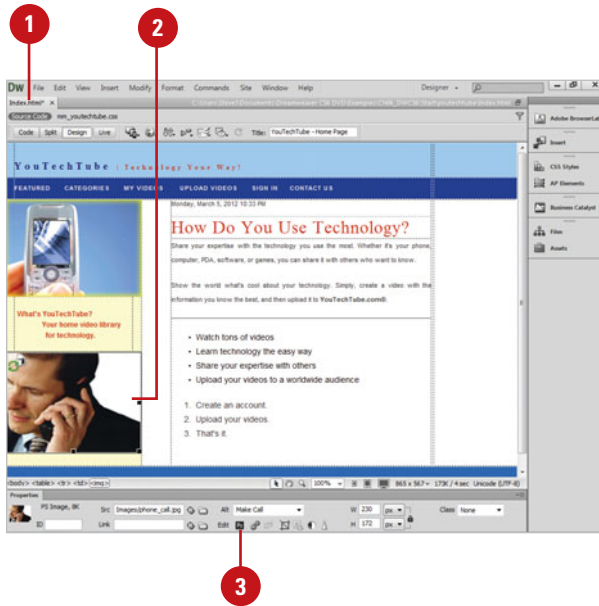 1
2
DW File Edit View Insert Modify Format Commands Site Window Help Designer
Index.html* ×
Source Code mm_youtechtube.css
Code Split Design Live Title: YouTechTube - Home Page
YouTechTube : Technology Your Way!
FEATURED CATEGORIES MY VIDEOS UPLOAD VIDEOS SIGN IN CONTACT US
Monday, March 5, 2012 10:33 PM
How Do You Use Technology?
Share your expertise with the technology you use the most. Whether it's your phone,
computer, PDA, software, or games, you can share it with others who want to know.
Show the world what's cool about your technology. Simply, create a video with the
information you know the best, and then upload it to YouTechTube.com®.
What's YouTechTube?
Your home video library
for technology.
• Watch tons of videos
• Learn technology the easy way
• Share your expertise with others
• Upload your videos to a worldwide audience
1. Create an account.
2. Upload your videos.
3. That's it.
Adobe BrowserLab
Insert
CSS Styles
AP Elements
Business Catalyst
Files
Assets
<body> <table> <tr> <td> <img>
100% 863 x 567 173K / 4 sec Unicode (UTF-8)
Properties
PS Image, 8K Src Images/phone_call.jpg Alt Make Call W 230 px Class None
ID Link Edit Ps H 172 px
3